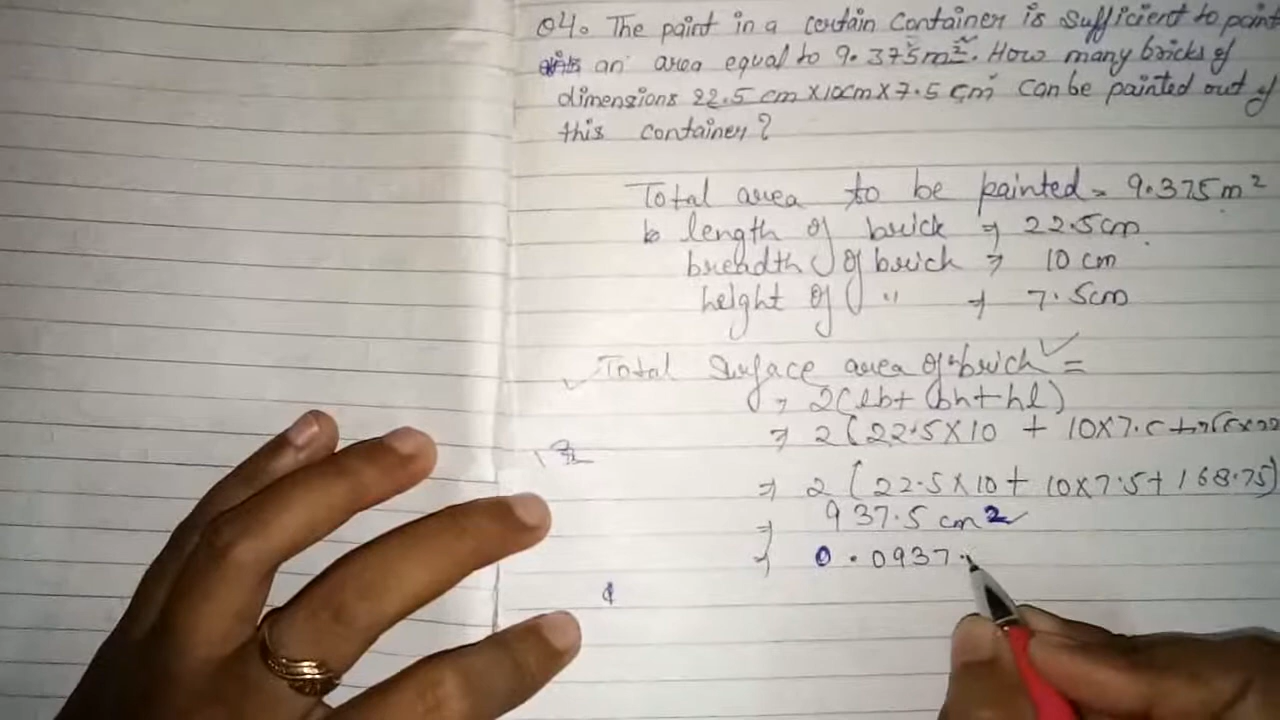 Q4. The paint in a certain container is sufficient to paint
an area equal to 9.375m². How many bricks of
dimensions 22.5 cm×10cm×7.5 cm can be painted out of
this container?
Total area to be painted = 9.375m²
length of brick ⇒ 22.5cm.
breadth of brick ⇒ 10 cm
height of " ⇒ 7.5cm
Total Surface area of brick =
⇒ 2(lb+ bh+hl)
⇒ 2(22.5×10 + 10×7.5
⇒ 2 (22.5×10+ 10×7.5+ 168.75)
⇒ 937.5 cm2
⇒ 0.0937